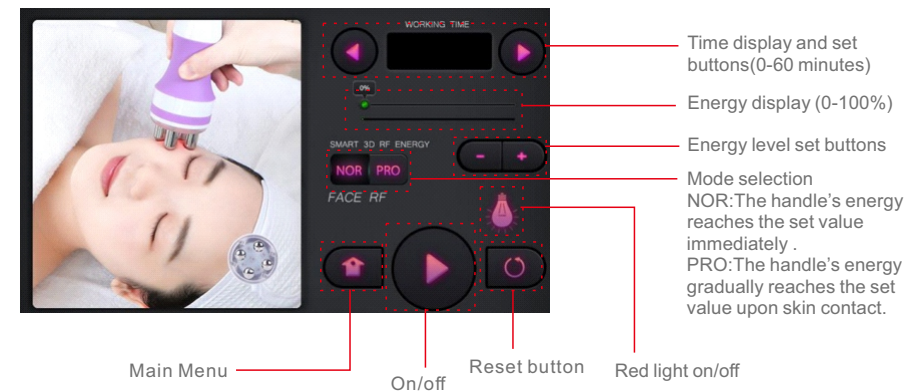 WORKING TIME
0%
SMART 3D RF ENERGY
NOR PRO
FACE RF
- +
Time display and set
buttons(0-60 minutes)
Energy display (0-100%)
Energy level set buttons
Mode selection
NOR:The handle's energy
reaches the set value
immediately .
PRO:The handle's energy
gradually reaches the set
value upon skin contact.
Main Menu
On/off
Reset button
Red light on/off